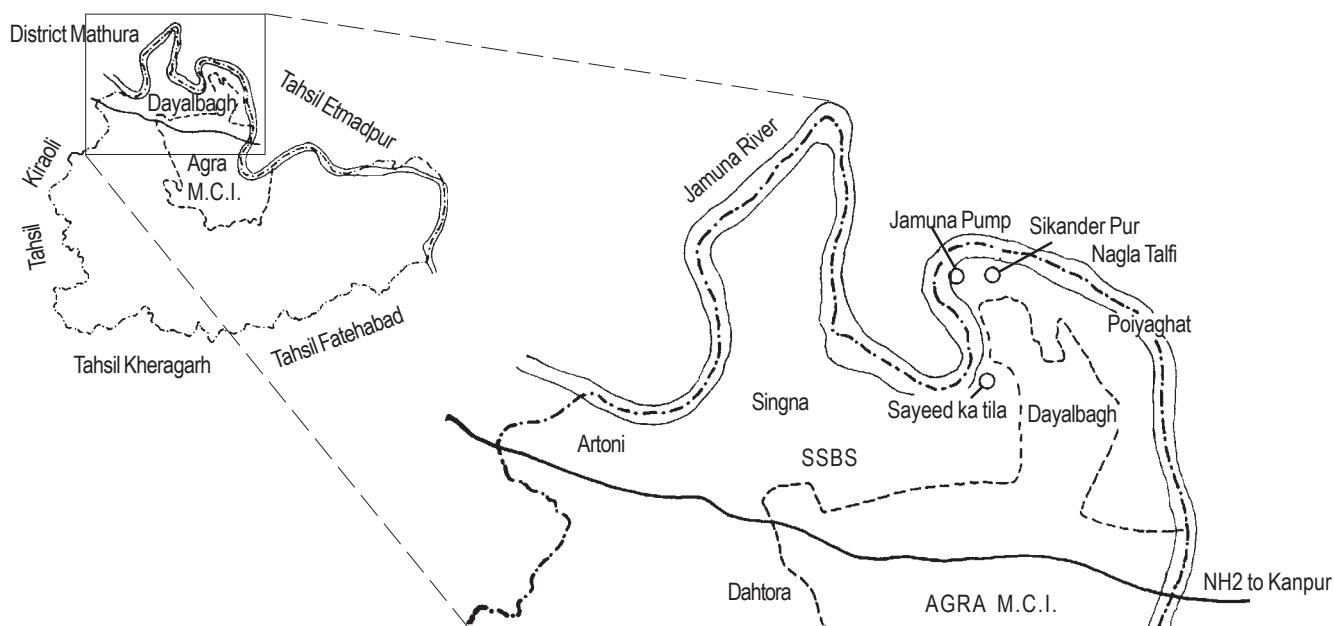 District Mathura
Dayalbagh
Tahsil Etmadpur
Kiraoli
Agra
M.C.I.
Tahsil
Tahsil Kheragarh
Tahsil Fatehabad
Jamuna River
Jamuna Pump
Sikander Pur
Nagla Talfi
Poiyaghat
Singna
Sayeed ka tila
Dayalbagh
Artoni
SSBS
Dahtora
AGRA M.C.I.
NH2 to Kanpur